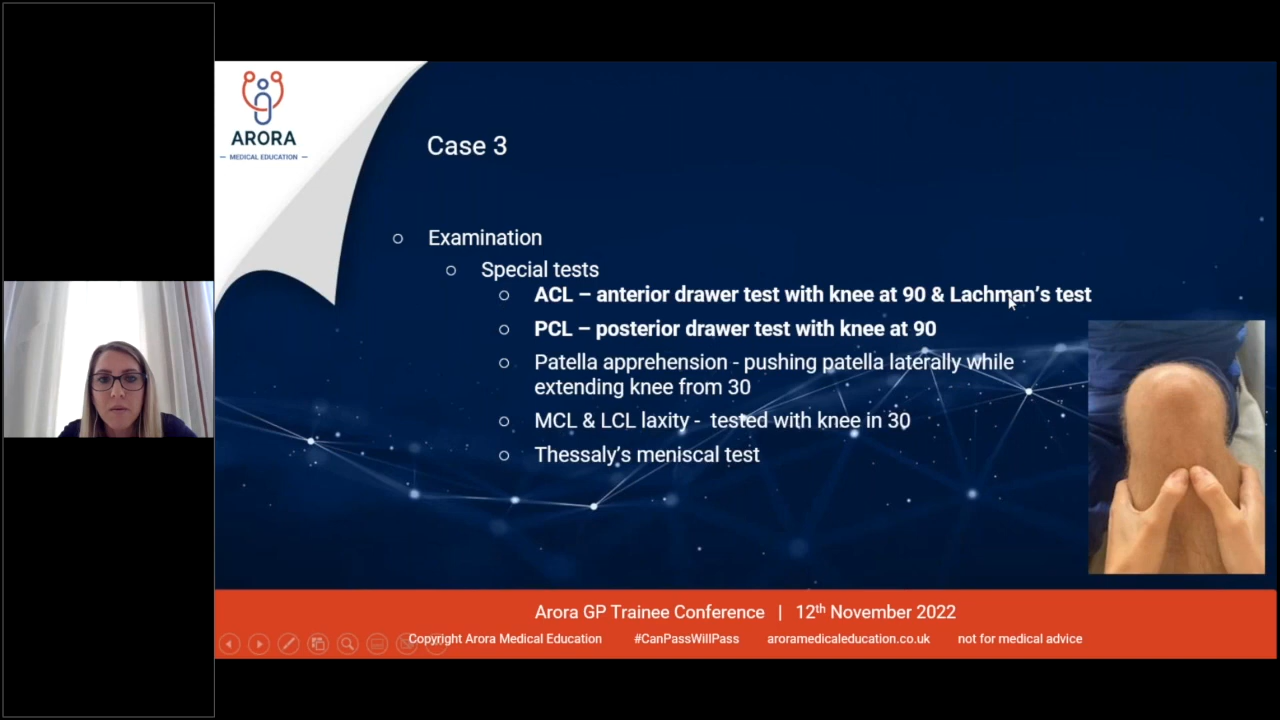 ARORA
MEDICAL EDUCATION
Case 3
Examination
Special tests
ACL – anterior drawer test with knee at 90 & Lachman's test
PCL – posterior drawer test with knee at 90
Patella apprehension - pushing patella laterally while
extending knee from 30
MCL & LCL laxity - tested with knee in 30
Thessaly's meniscal test
Arora GP Trainee Conference | 12th November 2022
Copyright Arora Medical Education #CanPassWillPass aroramedicaleducation.co.uk not for medical advice